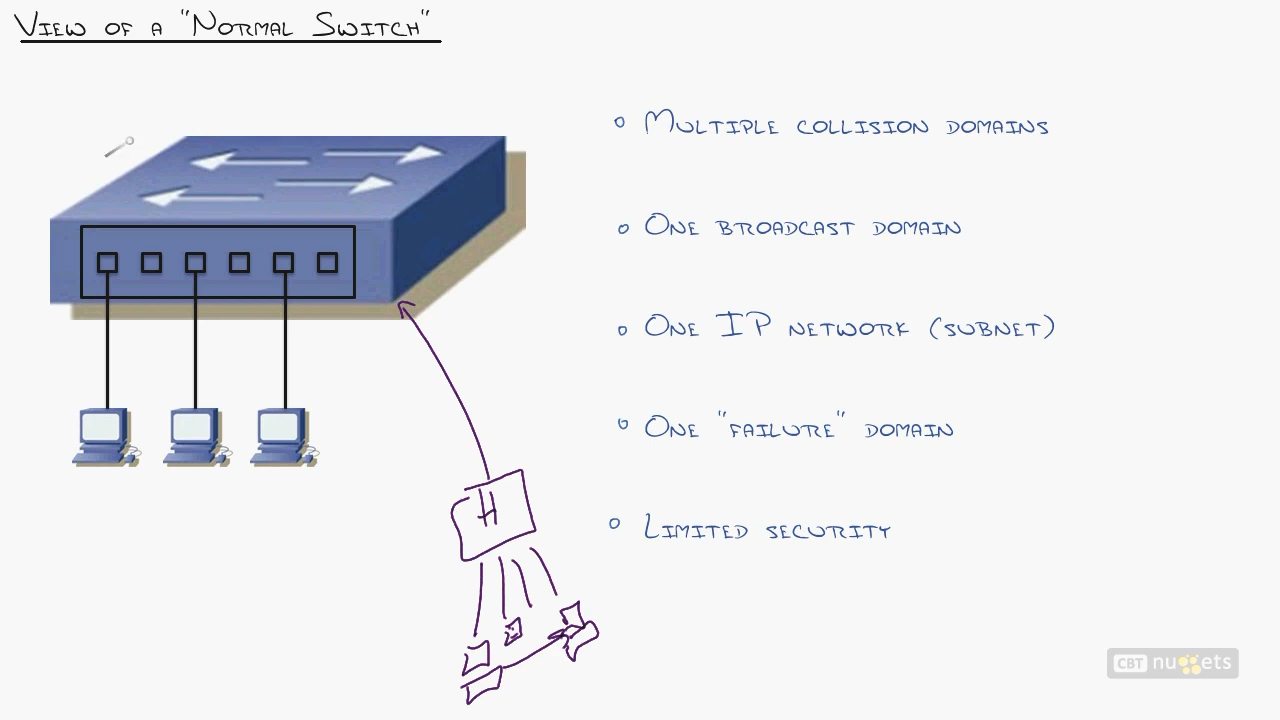 View of a "Normal Switch"
Multiple collision domains
One broadcast domain
One IP network (subnet)
One "failure" domain
Limited security
H
CBT nuggets